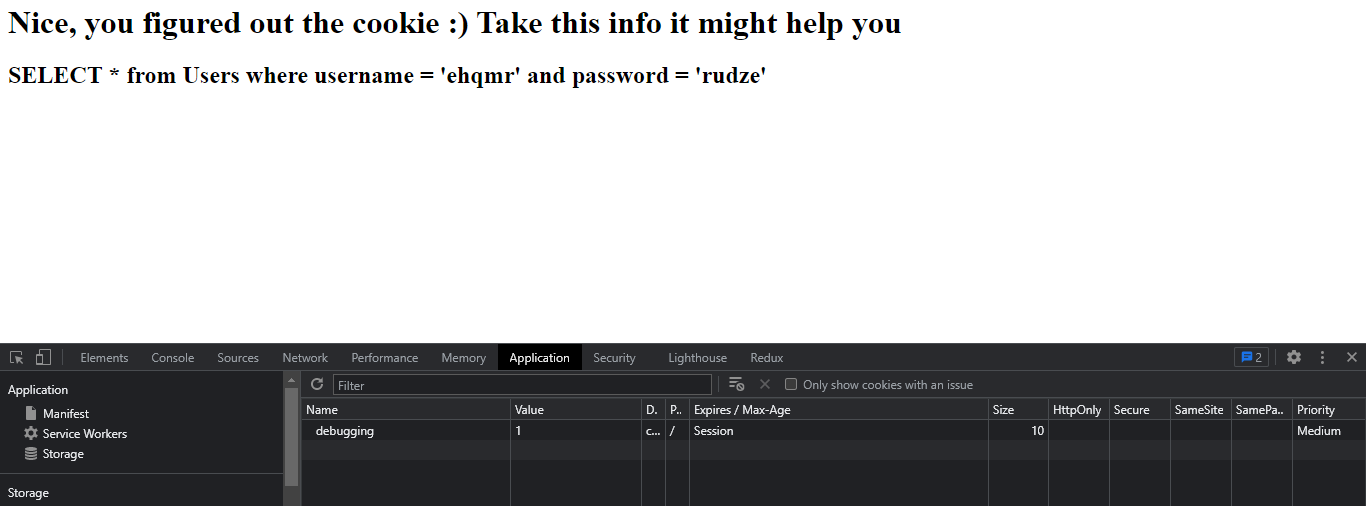 Nice, you figured out the cookie :) Take this info it might help you
SELECT * from Users where username = 'ehqmr' and password = 'rudze'
Elements Console Sources Network Performance Memory Application Security Lighthouse Redux 2
Application
Manifest
Service Workers
Storage
Storage
Filter Only show cookies with an issue
Name Value D. P.. Expires / Max-Age Size HttpOnly Secure SameSite SamePa.. Priority
debugging 1 c... / Session 10 Medium